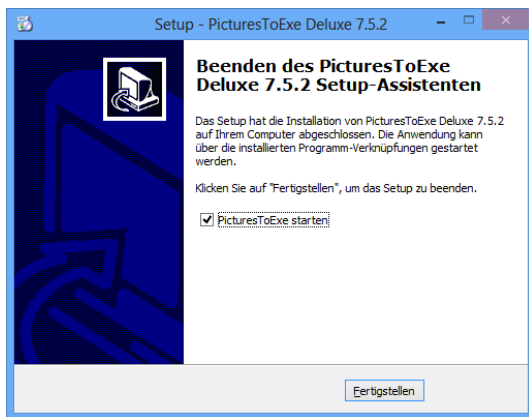 Setup - PicturesToExe Deluxe 7.5.2
Beenden des PicturesToExe
Deluxe 7.5.2 Setup-Assistenten
Das Setup hat die Installation von PicturesToExe Deluxe 7.5.2
auf Ihrem Computer abgeschlossen. Die Anwendung kann
über die installierten Programm-Verknüpfungen gestartet
werden.
Klicken Sie auf "Fertigstellen", um das Setup zu beenden.
PicturesToExe starten
Fertigstellen